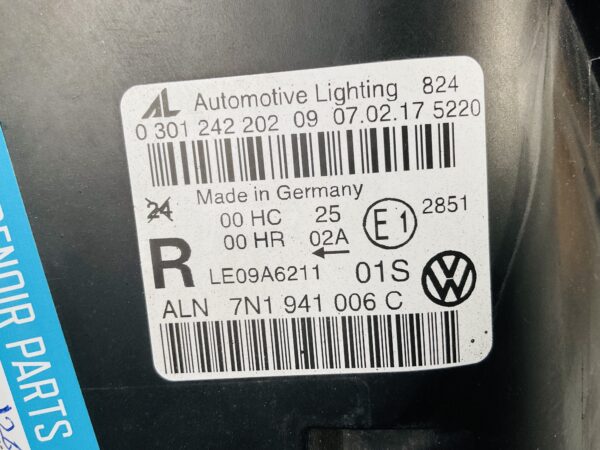 AL Automotive Lighting 824
0 301 242 202 09 07.02.17 5220
Made in Germany
24 00 HC 25 E1 2851
00 HR 02A
R LE09A6211 01S VW
ALN 7N1 941 006 C
ENOIR PARTS